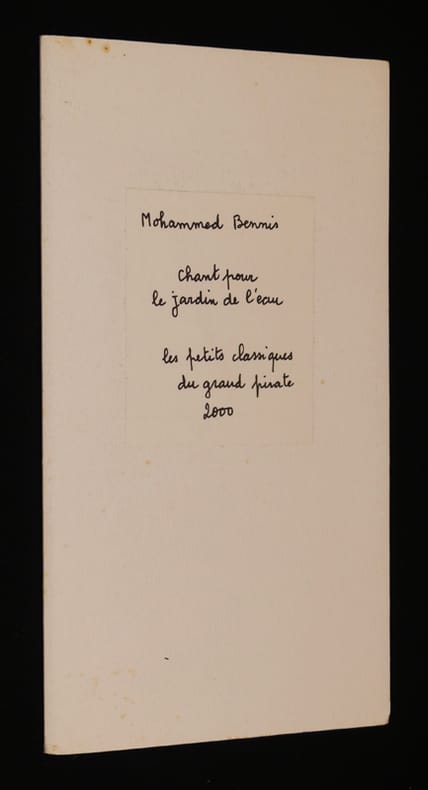 Mohammed Bennis
Chant pour
le jardin de l'eau
les petits classiques
du grand pirate
2000